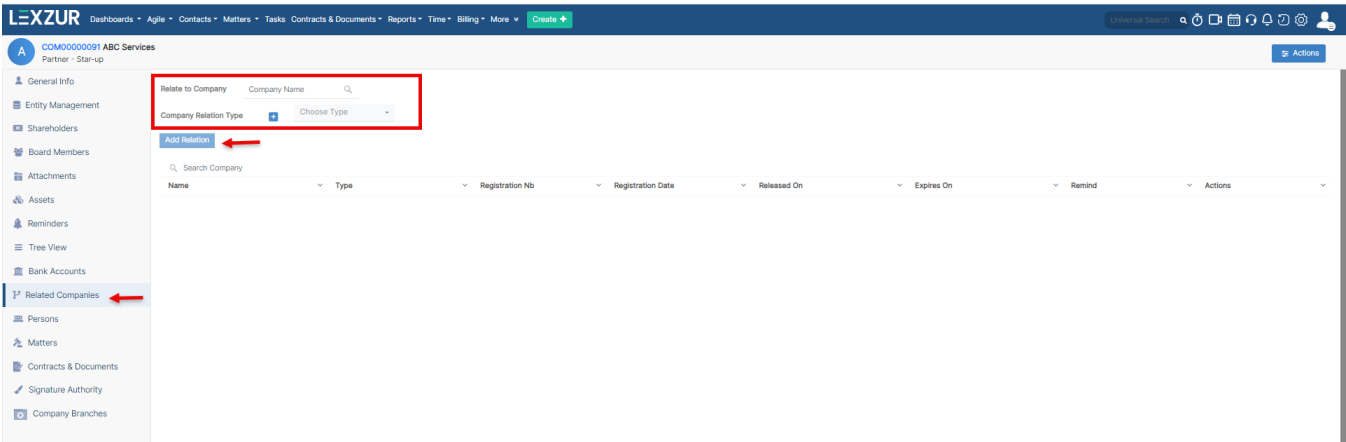 LEXZUR Dashboards Agile Contacts Matters Tasks Contracts & Documents Reports Time Billing More Create + Universal Search
A COM00000091 ABC Services
Partner - Start-up
Actions
General Info
Entity Management
Shareholders
Board Members
Attachments
Assets
Reminders
Tree View
Bank Accounts
Related Companies
Persons
Matters
Contracts & Documents
Signature Authority
Company Branches
Relate to Company Company Name
Company Relation Type + Choose Type
Add Relation
Search Company
Name Type Registration Nb Registration Date Released On Expires On Remind Actions